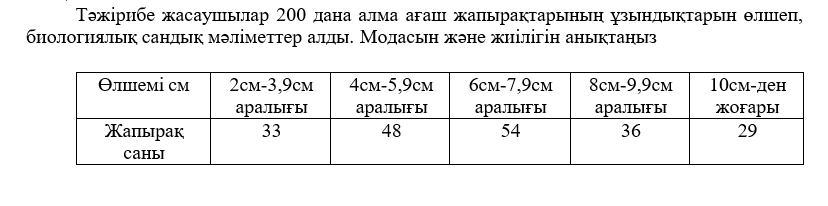 Тәжірибе жасаушылар 200 дана алма ағаш жапырақтарының ұзындықтарын өлшеп,
биологиялық сандық мәліметтер алды. Модасын және жиілігін анықтаңыз
Өлшемі см 2см-3,9см 4см-5,9см 6см-7,9см 8см-9,9см 10см-ден
аралығы аралығы аралығы аралығы жоғары
Жапырақ 33 48 54 36 29
саны